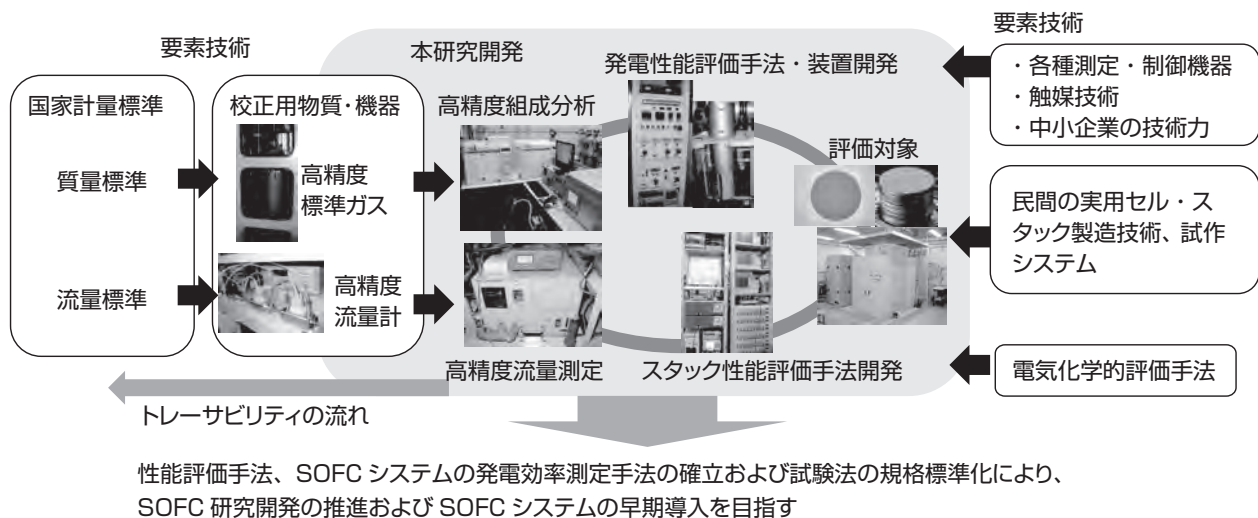 要素技術
本研究開発
要素技術
国家計量標準
質量標準
流量標準
校正用物質・機器
高精度
標準ガス
高精度
流量計
高精度組成分析
発電性能評価手法・装置開発
評価対象
高精度流量測定
スタック性能評価手法開発
・各種測定・制御機器
・触媒技術
・中小企業の技術力
民間の実用セル・ス
タック製造技術、試作
システム
電気化学的評価手法
トレーサビリティの流れ
性能評価手法、SOFC システムの発電効率測定手法の確立および試験法の規格標準化により、
SOFC 研究開発の推進および SOFC システムの早期導入を目指す